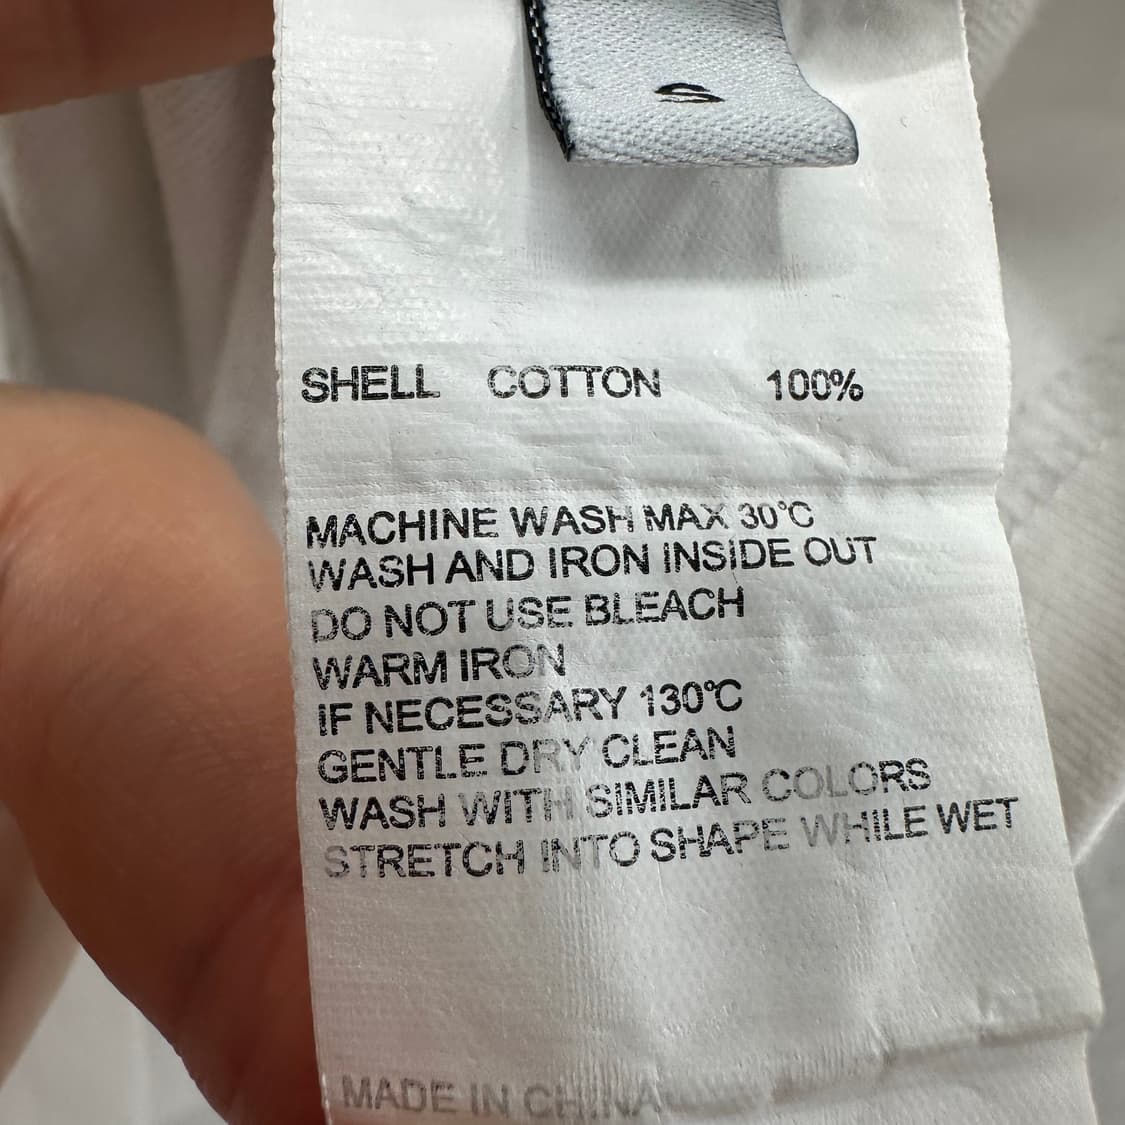 S
SHELL COTTON 100%
MACHINE WASH MAX 30°C
WASH AND IRON INSIDE OUT
DO NOT USE BLEACH
WARM IRON
IF NECESSARY 130°C
GENTLE DRY CLEAN
WASH WITH SIMILAR COLORS
STRETCH INTO SHAPE WHILE WET
MADE IN CHINA